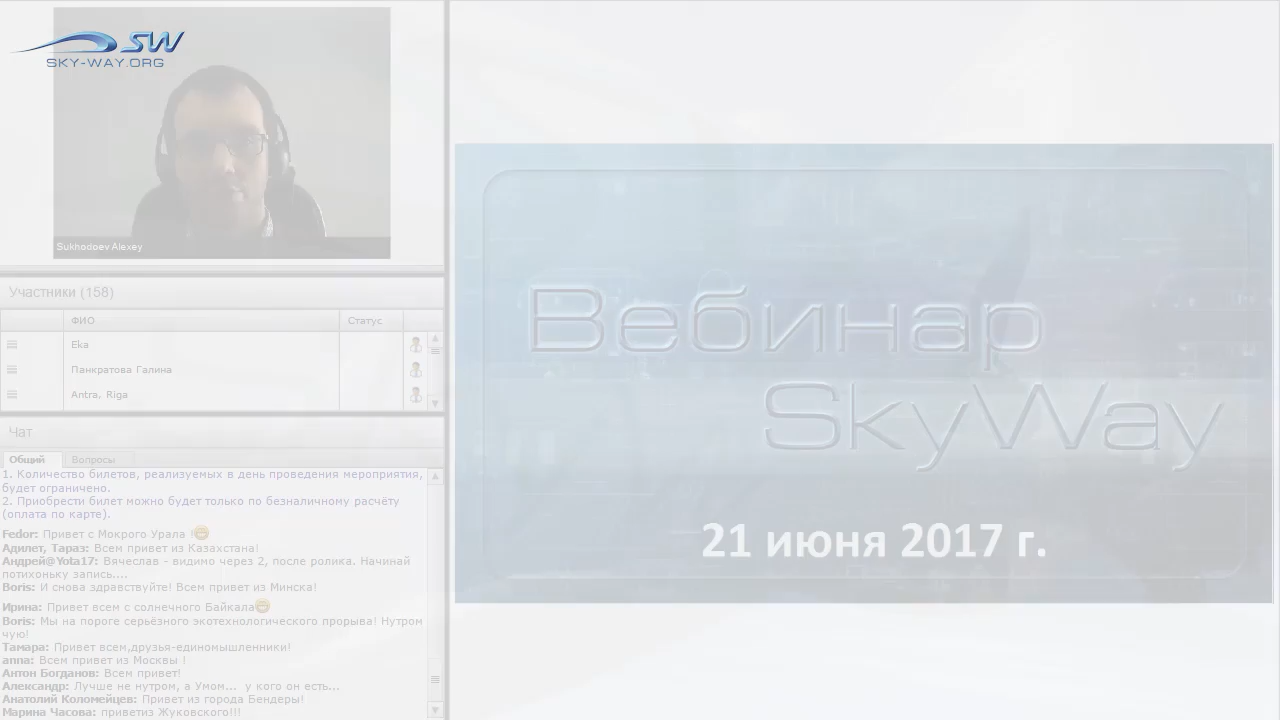 SW
SKY-WAY.ORG
Sukhodoev Alexey
Участники (158)
ФИО
Статус
Eka
Панкратова Галина
Antra, Riga
Чат
Общий
Вопросы
1. Количество билетов, реализуемых в день проведения мероприятия,
будет ограничено.
2. Приобрести билет можно будет только по безналичному расчёту
(оплата по карте).
Fedor: Привет с Мокрого Урала !
Адилет, Тараз: Всем привет из Казахстана!
Андрей@Yota17: Вячеслав - видимо через 2, после ролика. Начинай
потихоньку запись....
Boris: И снова здравствуйте! Всем привет из Минска!
Ирина: Привет всем с солнечного Байкала
Boris: Мы на пороге серьёзного экотехнологического прорыва! Нутром
чую!
Тамара: Привет всем,друзья-единомышленники!
anna: Всем привет из Москвы !
Антон Богданов: Всем привет!
Александр: Лучше не нутром, а Умом... у кого он есть...
Анатолий Коломейцев: Привет из города Бендеры!
Марина Часова: приветиз Жуковского!!!
Вебинар
SkyWay
21 июня 2017 г.